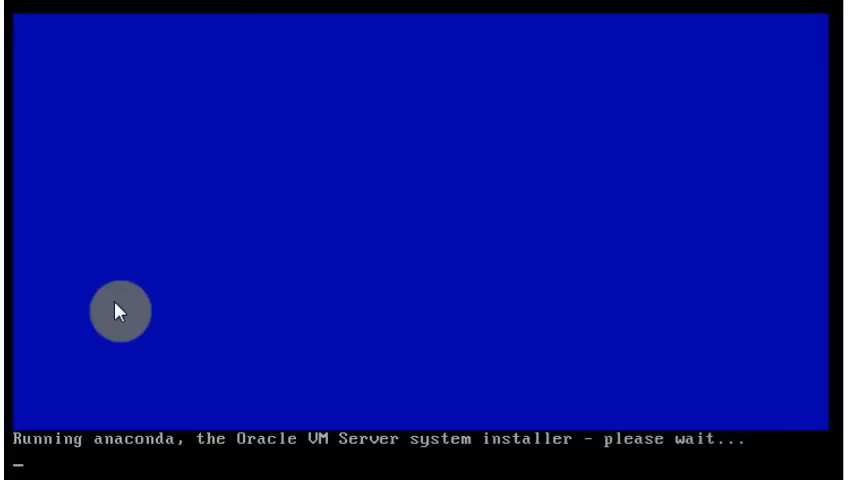 Running anaconda, the Oracle VM Server system installer - please wait...